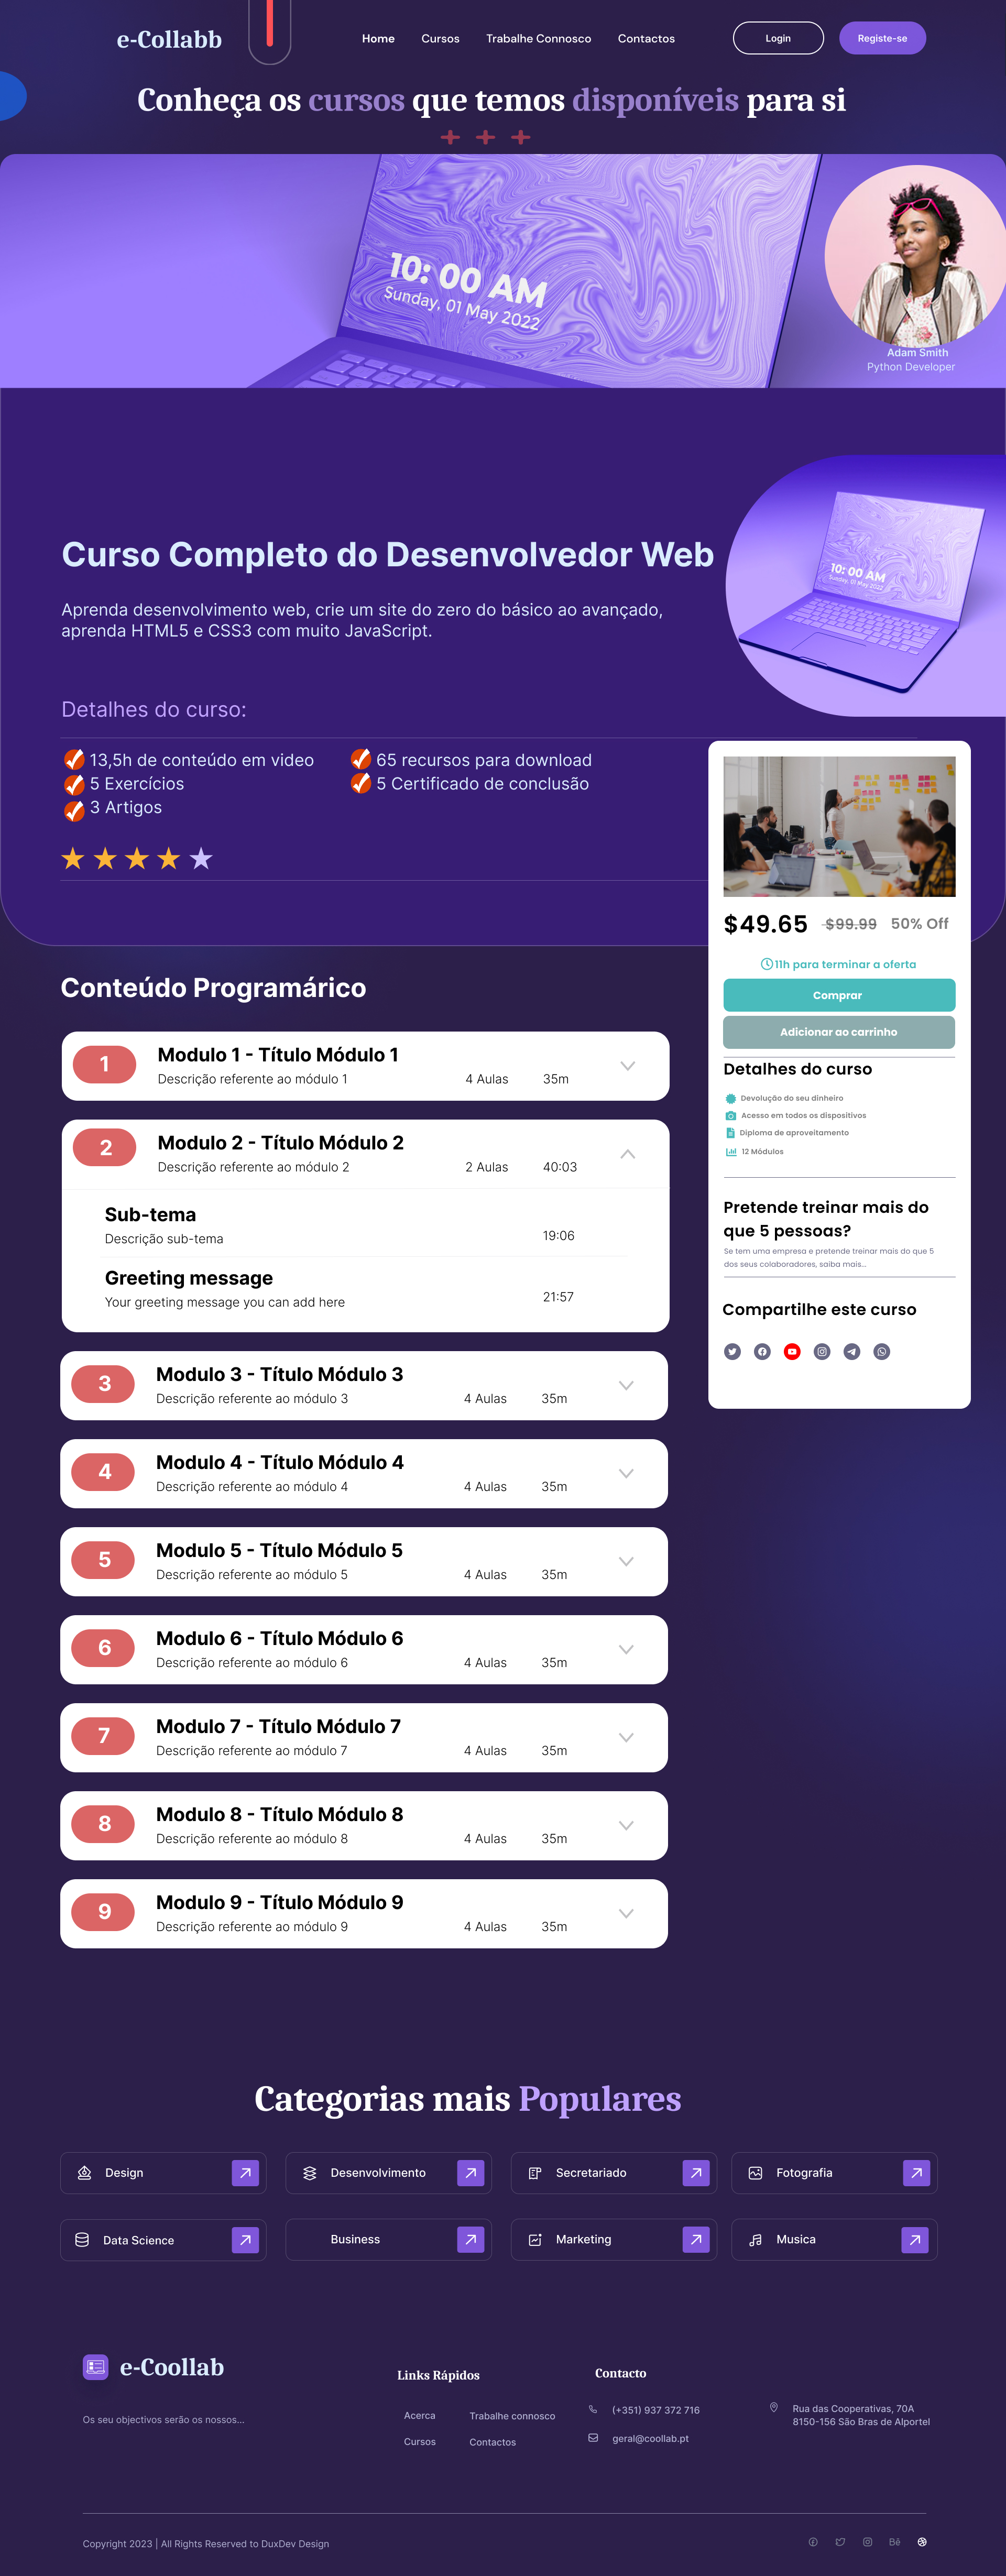 e-Collabb
Home Cursos Trabalhe Connosco Contactos
Login
Registe-se
Conheça os cursos que temos disponíveis para si
10: 00 AM
Sunday, 01 May 2022
Adam Smith
Python Developer
Curso Completo do Desenvolvedor Web
Aprenda desenvolvimento web, crie um site do zero do básico ao avançado,
aprenda HTML5 e CSS3 com muito JavaScript.
10: 00 AM
Sunday, 01 May 2022
Detalhes do curso:
13,5h de conteúdo em video
5 Exercícios
3 Artigos
65 recursos para download
5 Certificado de conclusão
$49.65 $99.99 50% Off
11h para terminar a oferta
Comprar
Adicionar ao carrinho
Detalhes do curso
Devolução do seu dinheiro
Acesso em todos os dispositivos
Diploma de aproveitamento
12 Módulos
Pretende treinar mais do
que 5 pessoas?
Se tem uma empresa e pretende treinar mais do que 5
dos seus colaboradores, saiba mais...
Compartilhe este curso
Conteúdo Programárico
1
Modulo 1 - Título Módulo 1
Descrição referente ao módulo 1 4 Aulas 35m
2
Modulo 2 - Título Módulo 2
Descrição referente ao módulo 2 2 Aulas 40:03
Sub-tema
Descrição sub-tema 19:06
Greeting message
Your greeting message you can add here 21:57
3
Modulo 3 - Título Módulo 3
Descrição referente ao módulo 3 4 Aulas 35m
4
Modulo 4 - Título Módulo 4
Descrição referente ao módulo 4 4 Aulas 35m
5
Modulo 5 - Título Módulo 5
Descrição referente ao módulo 5 4 Aulas 35m
6
Modulo 6 - Título Módulo 6
Descrição referente ao módulo 6 4 Aulas 35m
7
Modulo 7 - Título Módulo 7
Descrição referente ao módulo 7 4 Aulas 35m
8
Modulo 8 - Título Módulo 8
Descrição referente ao módulo 8 4 Aulas 35m
9
Modulo 9 - Título Módulo 9
Descrição referente ao módulo 9 4 Aulas 35m
Categorias mais Populares
Design Desenvolvimento Secretariado Fotografia
Data Science Business Marketing Musica
e-Coollab
Os seu objectivos serão os nossos...
Links Rápidos
Acerca Trabalhe connosco
Cursos Contactos
Contacto
(+351) 937 372 716
geral@coollab.pt
Rua das Cooperativas, 70A
8150-156 São Bras de Alportel
Copyright 2023 | All Rights Reserved to DuxDev Design